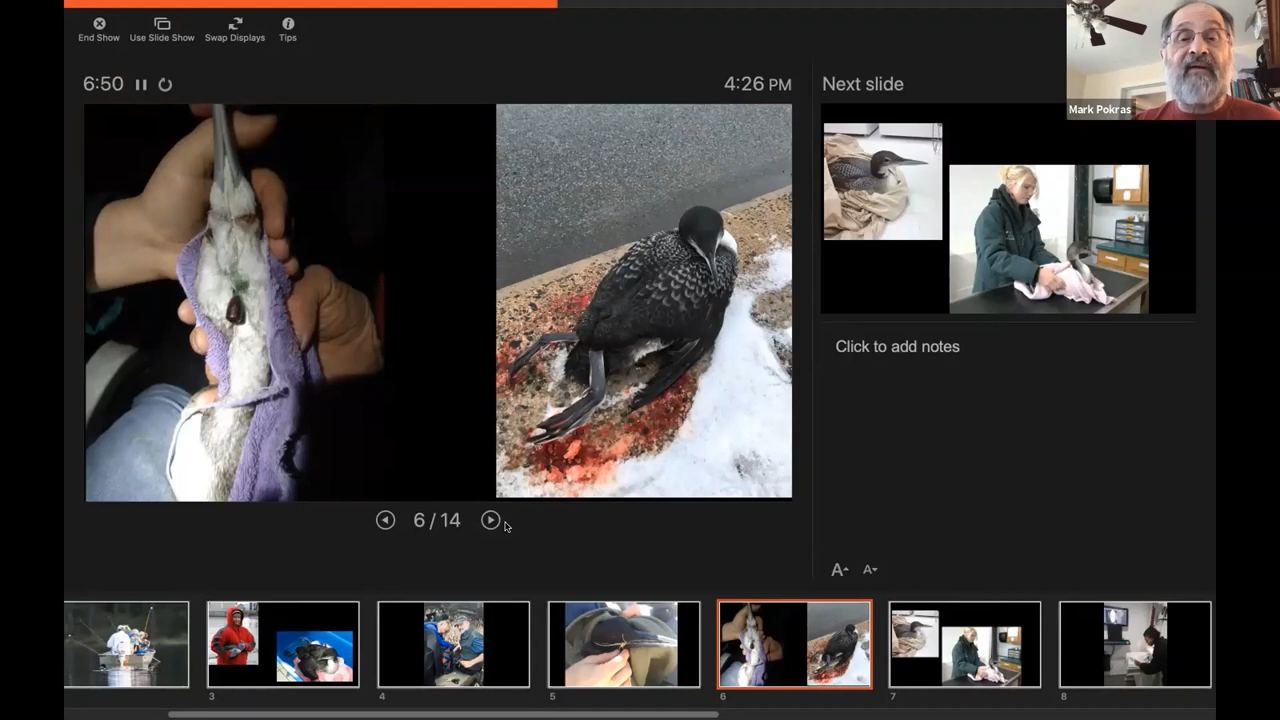 End Show
Use Slide Show
Swap Displays
Tips
6:50
4:26 PM
Next slide
Mark Pokras
Click to add notes
6 / 14
A
A
3
4
5
6
7
8